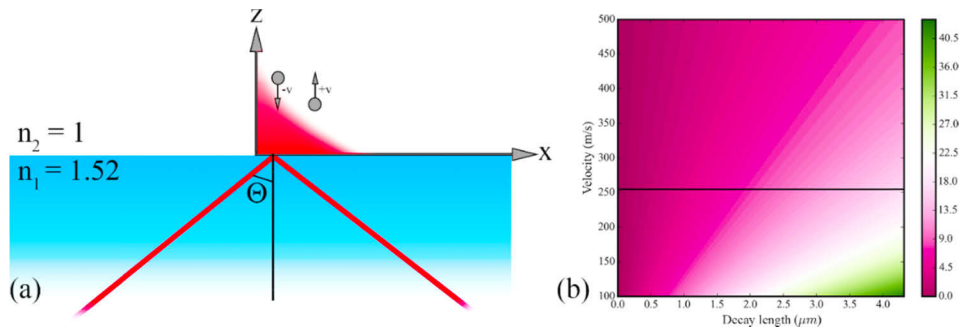 Z
-v
+v
n2 = 1
n1 = 1.52
X
Θ
(a)
500
450
400
350
300
250
200
150
100
Velocity (m/s)
0.0 0.5 1.0 1.5 2.0 2.5 3.0 3.5 4.0
Decay length (μm)
40.5
36.0
31.5
27.0
22.5
18.0
13.5
9.0
4.5
0.0
(b)